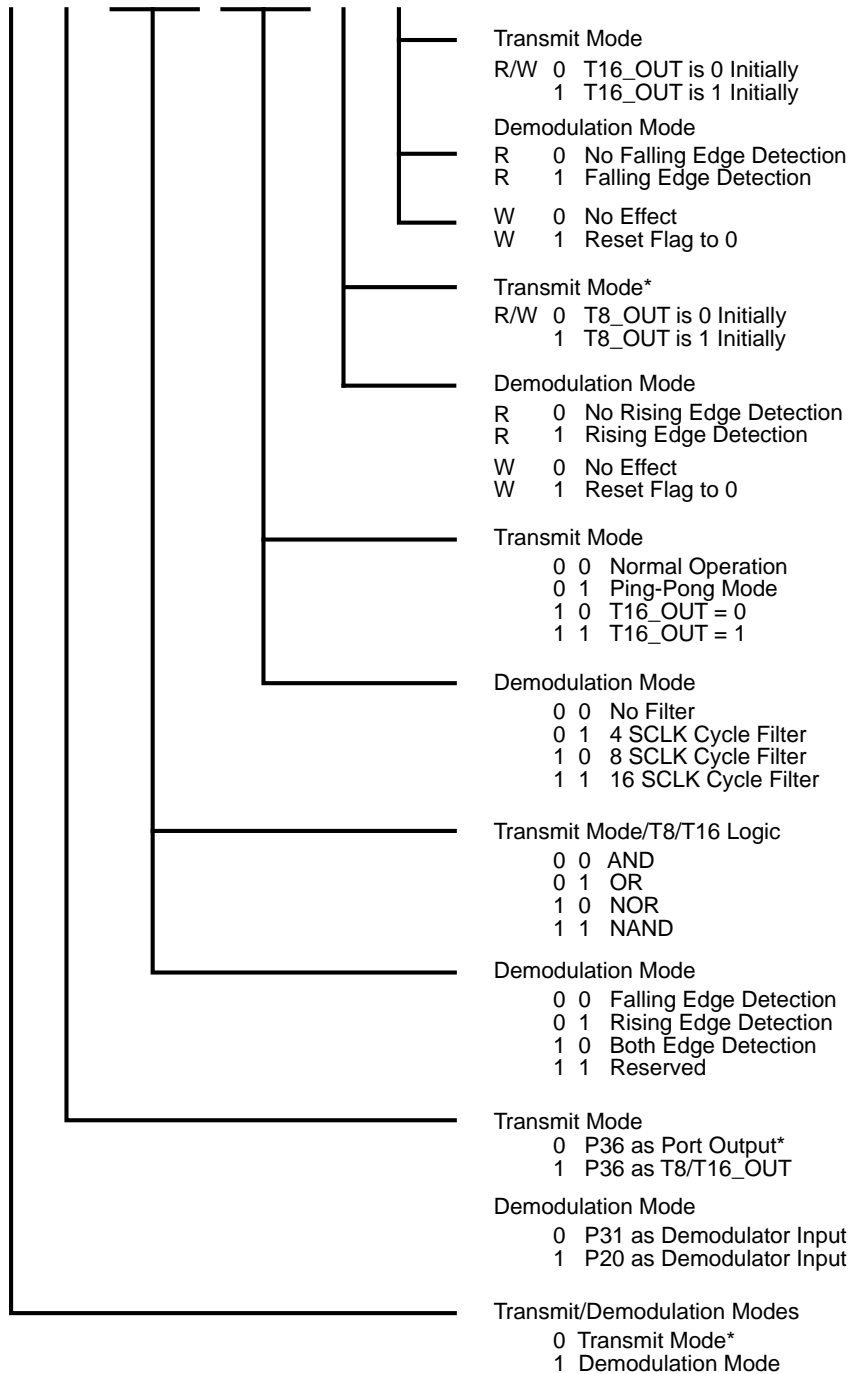 Transmit Mode
R/W 0 T16_OUT is 0 Initially
1 T16_OUT is 1 Initially
Demodulation Mode
R 0 No Falling Edge Detection
R 1 Falling Edge Detection
W 0 No Effect
W 1 Reset Flag to 0
Transmit Mode*
R/W 0 T8_OUT is 0 Initially
1 T8_OUT is 1 Initially
Demodulation Mode
R 0 No Rising Edge Detection
R 1 Rising Edge Detection
W 0 No Effect
W 1 Reset Flag to 0
Transmit Mode
0 0 Normal Operation
0 1 Ping-Pong Mode
1 0 T16_OUT = 0
1 1 T16_OUT = 1
Demodulation Mode
0 0 No Filter
0 1 4 SCLK Cycle Filter
1 0 8 SCLK Cycle Filter
1 1 16 SCLK Cycle Filter
Transmit Mode/T8/T16 Logic
0 0 AND
0 1 OR
1 0 NOR
1 1 NAND
Demodulation Mode
0 0 Falling Edge Detection
0 1 Rising Edge Detection
1 0 Both Edge Detection
1 1 Reserved
Transmit Mode
0 P36 as Port Output*
1 P36 as T8/T16_OUT
Demodulation Mode
0 P31 as Demodulator Input
1 P20 as Demodulator Input
Transmit/Demodulation Modes
0 Transmit Mode*
1 Demodulation Mode